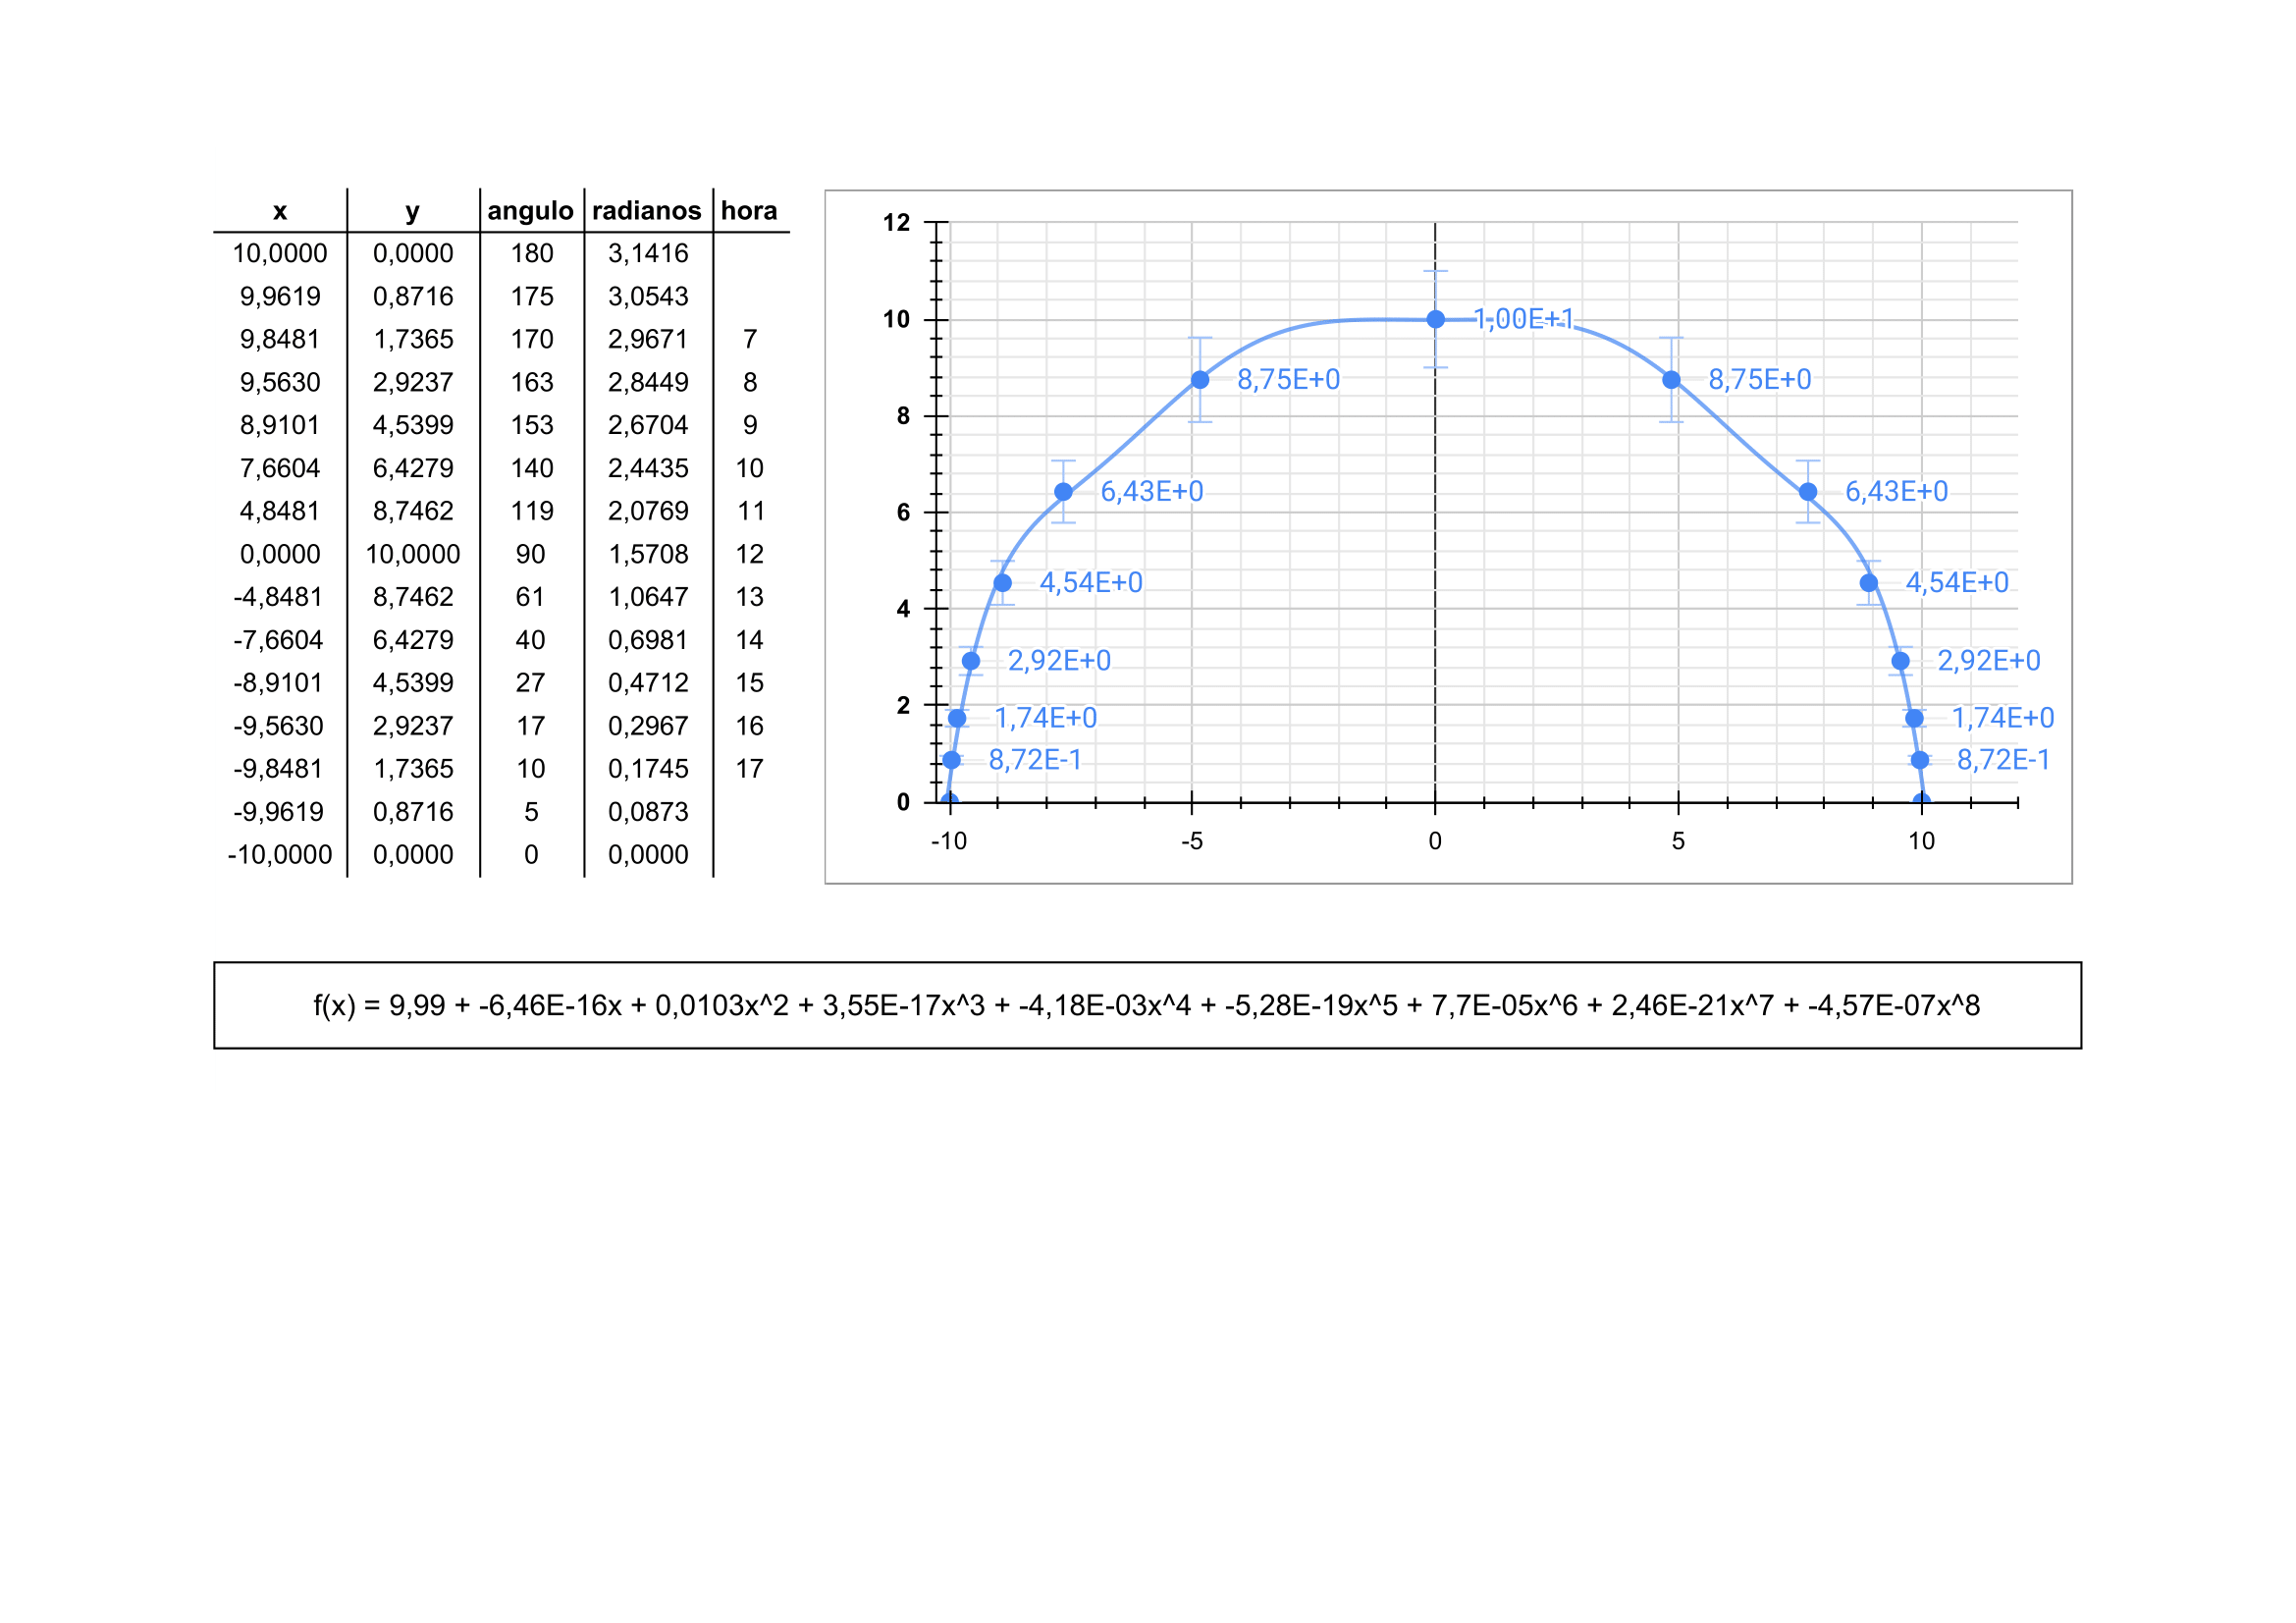 x y angulo radianos hora
10,0000 0,0000 180 3,1416
9,9619 0,8716 175 3,0543
9,8481 1,7365 170 2,9671 7
9,5630 2,9237 163 2,8449 8
8,9101 4,5399 153 2,6704 9
7,6604 6,4279 140 2,4435 10
4,8481 8,7462 119 2,0769 11
0,0000 10,0000 90 1,5708 12
-4,8481 8,7462 61 1,0647 13
-7,6604 6,4279 40 0,6981 14
-8,9101 4,5399 27 0,4712 15
-9,5630 2,9237 17 0,2967 16
-9,8481 1,7365 10 0,1745 17
-9,9619 0,8716 5 0,0873
-10,0000 0,0000 0 0,0000
12
10 1,00E+1
8,75E+0 8,75E+0
8
6,43E+0 6,43E+0
6
4,54E+0 4,54E+0
4
2,92E+0 2,92E+0
2
1,74E+0 1,74E+0
8,72E-1 8,72E-1
0
-10 -5 0 5 10
f(x) = 9,99 + -6,46E-16x + 0,0103x^2 + 3,55E-17x^3 + -4,18E-03x^4 + -5,28E-19x^5 + 7,7E-05x^6 + 2,46E-21x^7 + -4,57E-07x^8